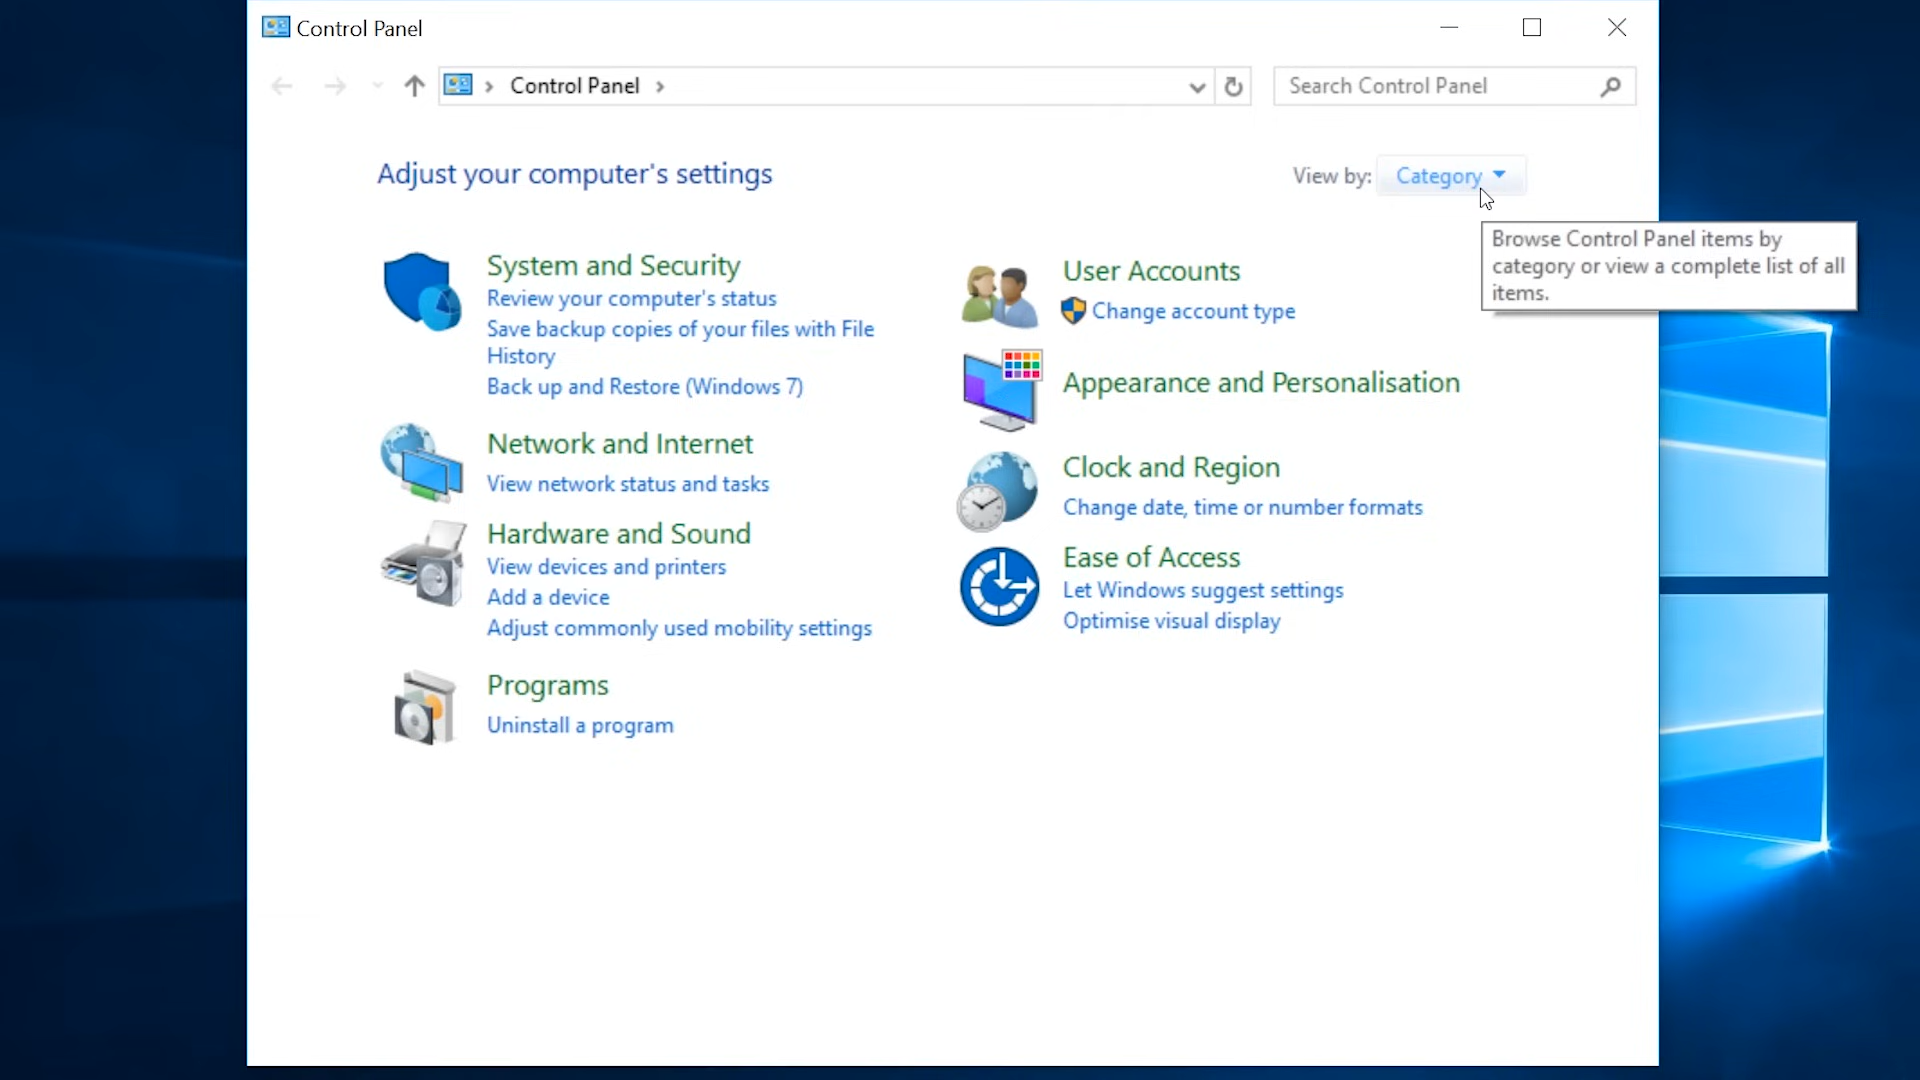 Control Panel
Control Panel
Search Control Panel
Adjust your computer's settings
View by: Category
Browse Control Panel items by
category or view a complete list of all
items.
System and Security
Review your computer's status
Save backup copies of your files with File
History
Back up and Restore (Windows 7)
Network and Internet
View network status and tasks
Hardware and Sound
View devices and printers
Add a device
Adjust commonly used mobility settings
Programs
Uninstall a program
User Accounts
Change account type
Appearance and Personalisation
Clock and Region
Change date, time or number formats
Ease of Access
Let Windows suggest settings
Optimise visual display